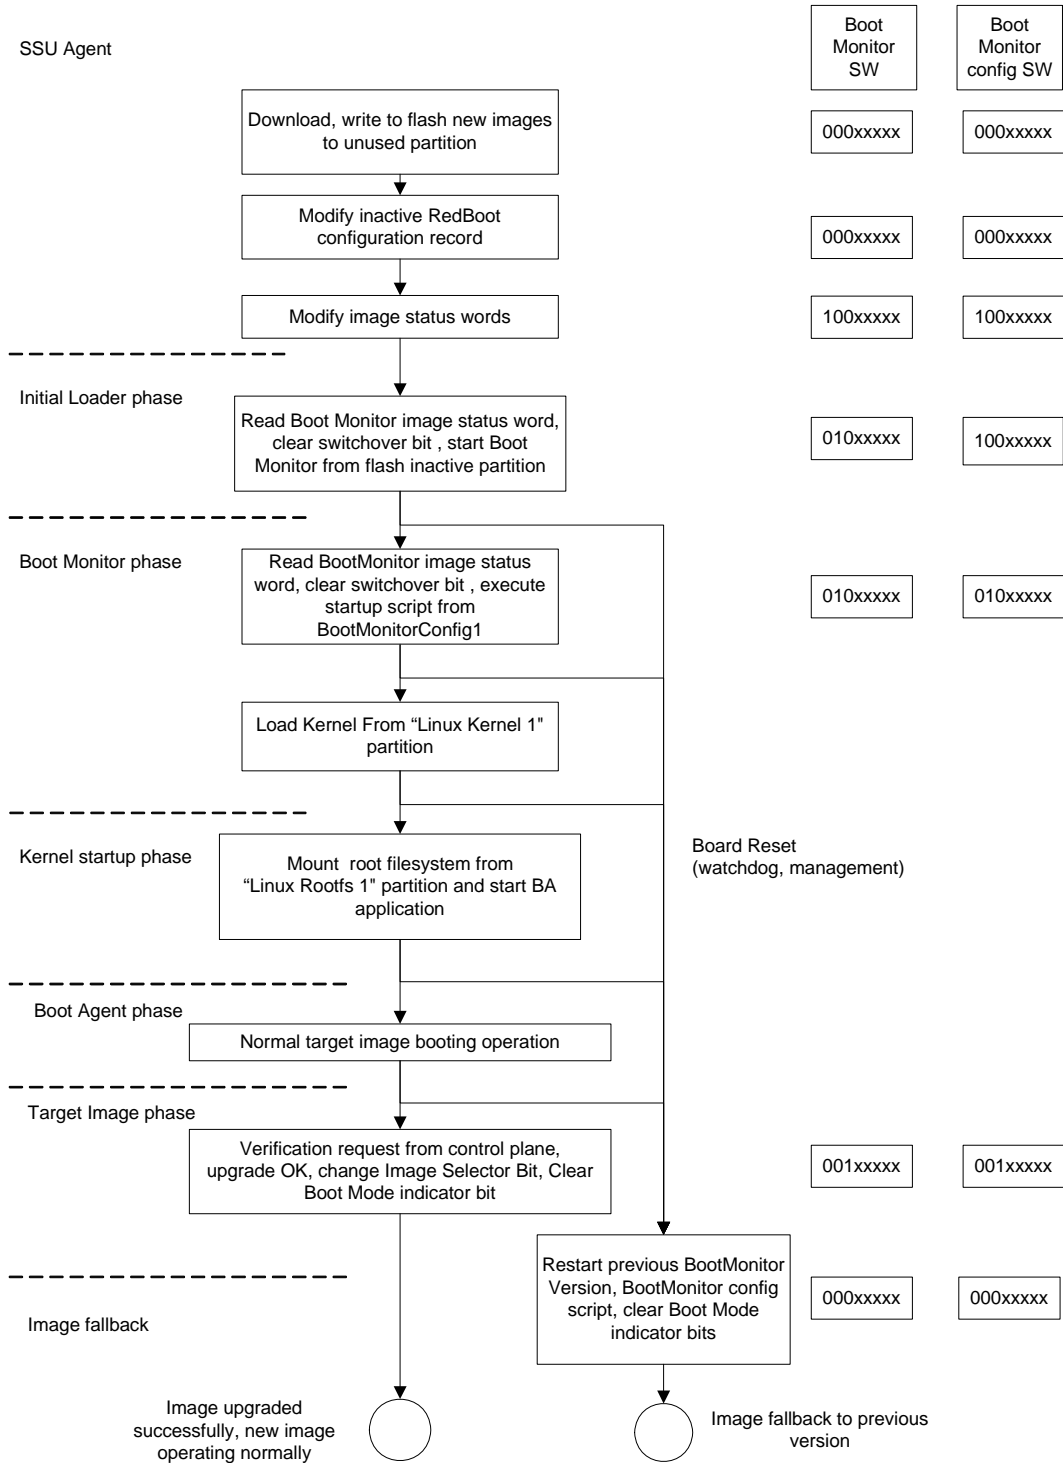 SSU Agent
Boot
Monitor
SW
Boot
Monitor
config SW
Download, write to flash new images
to unused partition
000xxxxx
000xxxxx
Modify inactive RedBoot
configuration record
000xxxxx
000xxxxx
Modify image status words
100xxxxx
100xxxxx
Initial Loader phase
Read Boot Monitor image status word,
clear switchover bit , start Boot
Monitor from flash inactive partition
010xxxxx
100xxxxx
Boot Monitor phase
Read BootMonitor image status
word, clear switchover bit , execute
startup script from
BootMonitorConfig1
010xxxxx
010xxxxx
Load Kernel From “Linux Kernel 1"
partition
Kernel startup phase
Mount  root filesystem from
“Linux Rootfs 1" partition and start BA
application
Board Reset
(watchdog, management)
Boot Agent phase
Normal target image booting operation
Target Image phase
Verification request from control plane,
upgrade OK, change Image Selector Bit, Clear
Boot Mode indicator bit
001xxxxx
001xxxxx
Restart previous BootMonitor
Version, BootMonitor config
script, clear Boot Mode
indicator bits
000xxxxx
000xxxxx
Image fallback
Image upgraded
successfully, new image
operating normally
Image fallback to previous
version